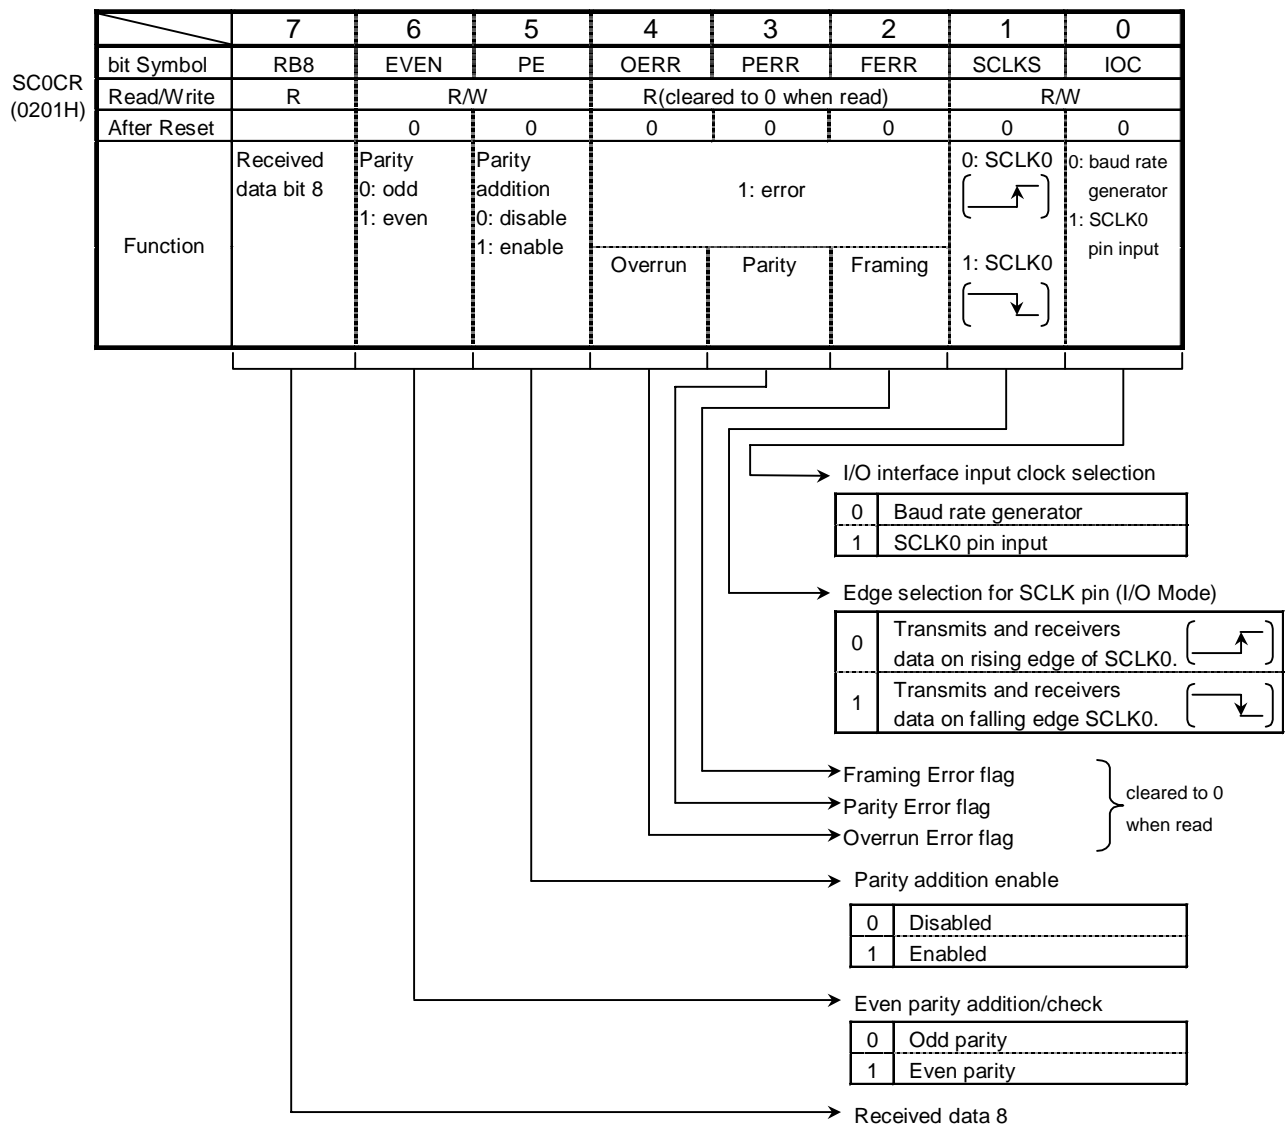 7 6 5 4 3 2 1 0
bit Symbol RB8 EVEN PE OERR PERR FERR SCLKS IOC
SC0CR
(0201H)
Read/Write R R/W R(cleared to 0 when read) R/W
After Reset 0 0 0 0 0 0 0
Function
Received
data bit 8
Parity
0: odd
1: even
Parity
addition
0: disable
1: enable
1: error
Overrun Parity Framing
0: SCLK0
1: SCLK0
0: baud rate
generator
1: SCLK0
pin input
I/O interface input clock selection
0 Baud rate generator
1 SCLK0 pin input
Edge selection for SCLK pin (I/O Mode)
0 Transmits and receivers
data on rising edge of SCLK0.
1 Transmits and receivers
data on falling edge SCLK0.
Framing Error flag
Parity Error flag
Overrun Error flag
cleared to 0
when read
Parity addition enable
0 Disabled
1 Enabled
Even parity addition/check
0 Odd parity
1 Even parity
Received data 8